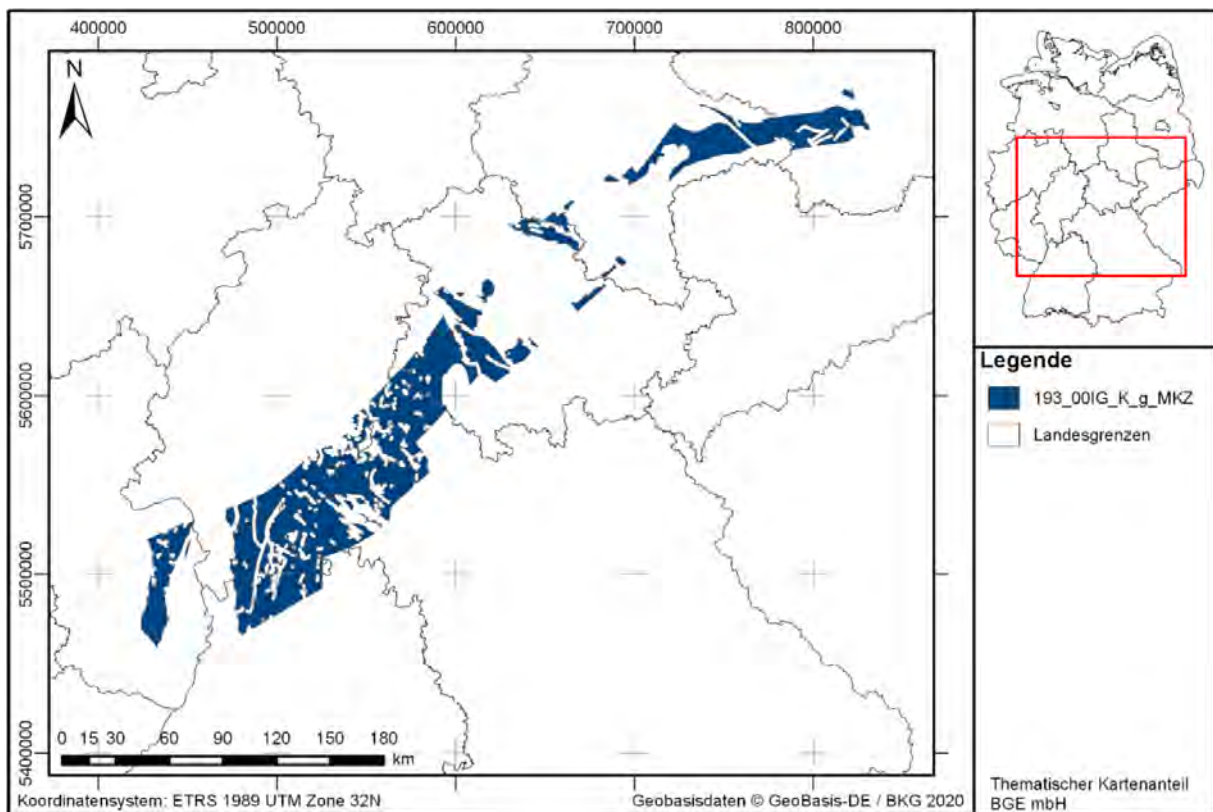 400000 500000 600000 700000 800000
N
5700000
5600000
5500000
5400000
0 15 30 60 90 120 150 180
km
Koordinatensystem: ETRS 1989 UTM Zone 32N
Geobasisdaten © GeoBasis-DE / BKG 2020
Legende
193_00IG_K_g_MKZ
Landesgrenzen
Thematischer Kartenanteil
BGE mbH